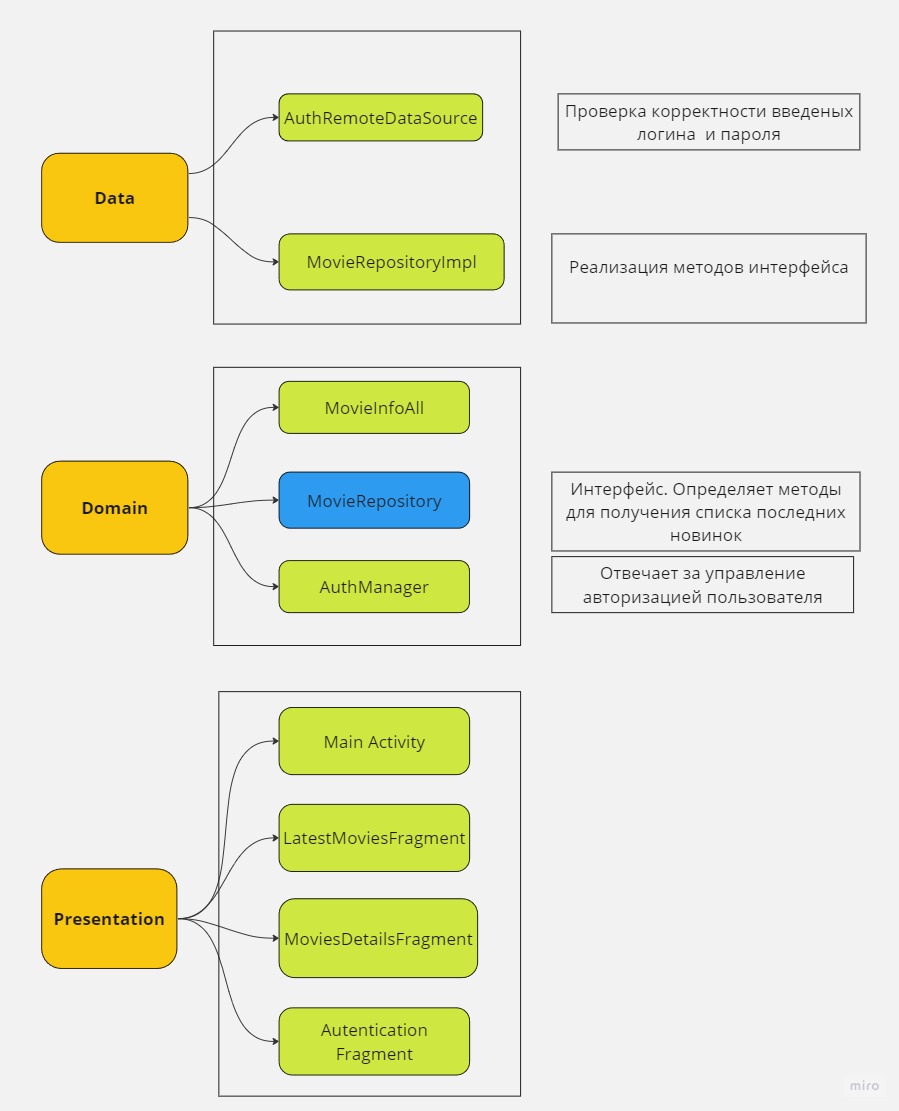 Data
AuthRemoteDataSource
Проверка корректности введеных
логина и пароля
MovieRepositoryImpl
Реализация методов интерфейса
Domain
MovieInfoAll
MovieRepository
Интерфейс. Определяет методы
для получения списка последних
новинок
AuthManager
Отвечает за управление
авторизацией пользователя
Presentation
Main Activity
LatestMoviesFragment
MoviesDetailsFragment
Autentication
Fragment
miro